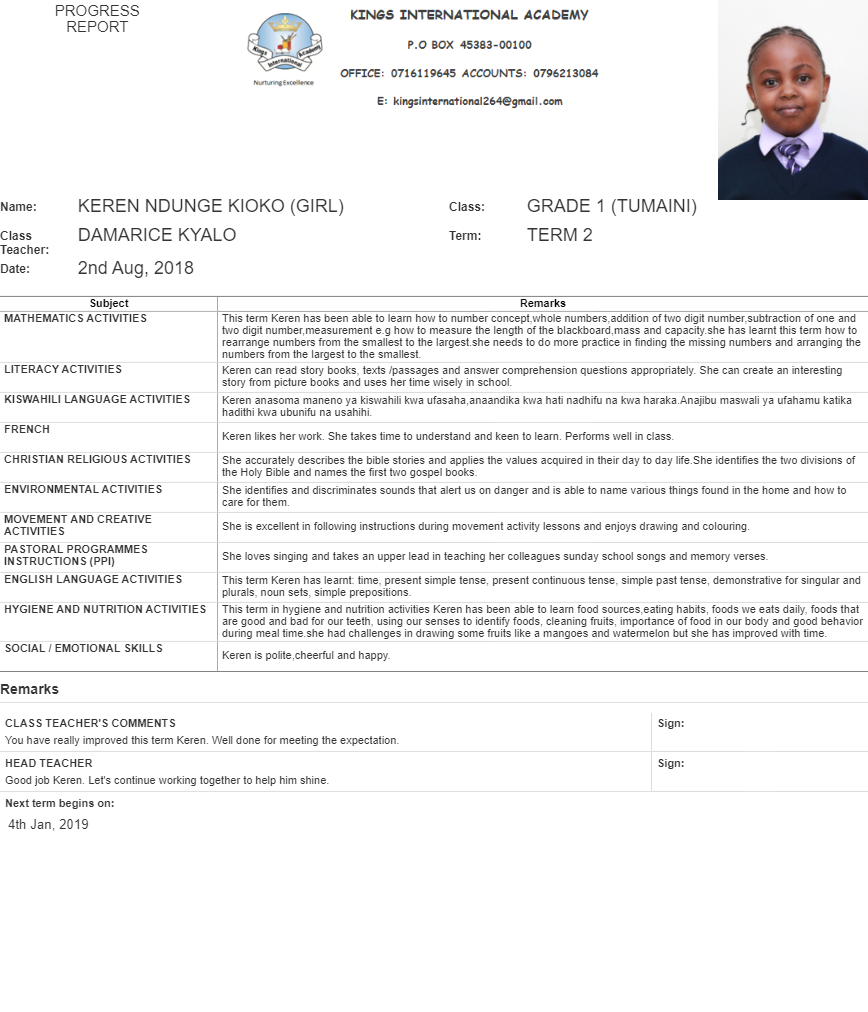 PROGRESS
REPORT
Kings International Academy
Nurturing Excellence
KINGS INTERNATIONAL ACADEMY
P.O BOX 45383-00100
OFFICE: 0716119645 ACCOUNTS: 0796213084
E: kingsinternational264@gmail.com
Name: KEREN NDUNGE KIOKO (GIRL) Class: GRADE 1 (TUMAINI)
Class Teacher: DAMARICE KYALO Term: TERM 2
Date: 2nd Aug, 2018
Subject Remarks
MATHEMATICS ACTIVITIES
This term Keren has been able to learn how to number concept,whole numbers,addition of two digit number,subtraction of one and
two digit number,measurement e.g how to measure the length of the blackboard,mass and capacity.she has learnt this term how to
rearrange numbers from the smallest to the largest.she needs to do more practice in finding the missing numbers and arranging the
numbers from the largest to the smallest.
LITERACY ACTIVITIES
Keren can read story books, texts /passages and answer comprehension questions appropriately. She can create an interesting
story from picture books and uses her time wisely in school.
KISWAHILI LANGUAGE ACTIVITIES
Keren anasoma maneno ya kiswahili kwa ufasaha,anaandika kwa hati nadhifu na kwa haraka.Anajibu maswali ya ufahamu katika
hadithi kwa ubunifu na usahihi.
FRENCH
Keren likes her work. She takes time to understand and keen to learn. Performs well in class.
CHRISTIAN RELIGIOUS ACTIVITIES
She accurately describes the bible stories and applies the values acquired in their day to day life.She identifies the two divisions of
the Holy Bible and names the first two gospel books.
ENVIRONMENTAL ACTIVITIES
She identifies and discriminates sounds that alert us on danger and is able to name various things found in the home and how to
care for them.
MOVEMENT AND CREATIVE
ACTIVITIES
She is excellent in following instructions during movement activity lessons and enjoys drawing and colouring.
PASTORAL PROGRAMMES
INSTRUCTIONS (PPI)
She loves singing and takes an upper lead in teaching her colleagues sunday school songs and memory verses.
ENGLISH LANGUAGE ACTIVITIES
This term Keren has learnt: time, present simple tense, present continuous tense, simple past tense, demonstrative for singular and
plurals, noun sets, simple prepositions.
HYGIENE AND NUTRITION ACTIVITIES
This term in hygiene and nutrition activities Keren has been able to learn food sources,eating habits, foods we eats daily, foods that
are good and bad for our teeth, using our senses to identify foods, cleaning fruits, importance of food in our body and good behavior
during meal time.she had challenges in drawing some fruits like a mangoes and watermelon but she has improved with time.
SOCIAL / EMOTIONAL SKILLS
Keren is polite,cheerful and happy.
Remarks
CLASS TEACHER'S COMMENTS Sign:
You have really improved this term Keren. Well done for meeting the expectation.
HEAD TEACHER Sign:
Good job Keren. Let's continue working together to help him shine.
Next term begins on:
4th Jan, 2019